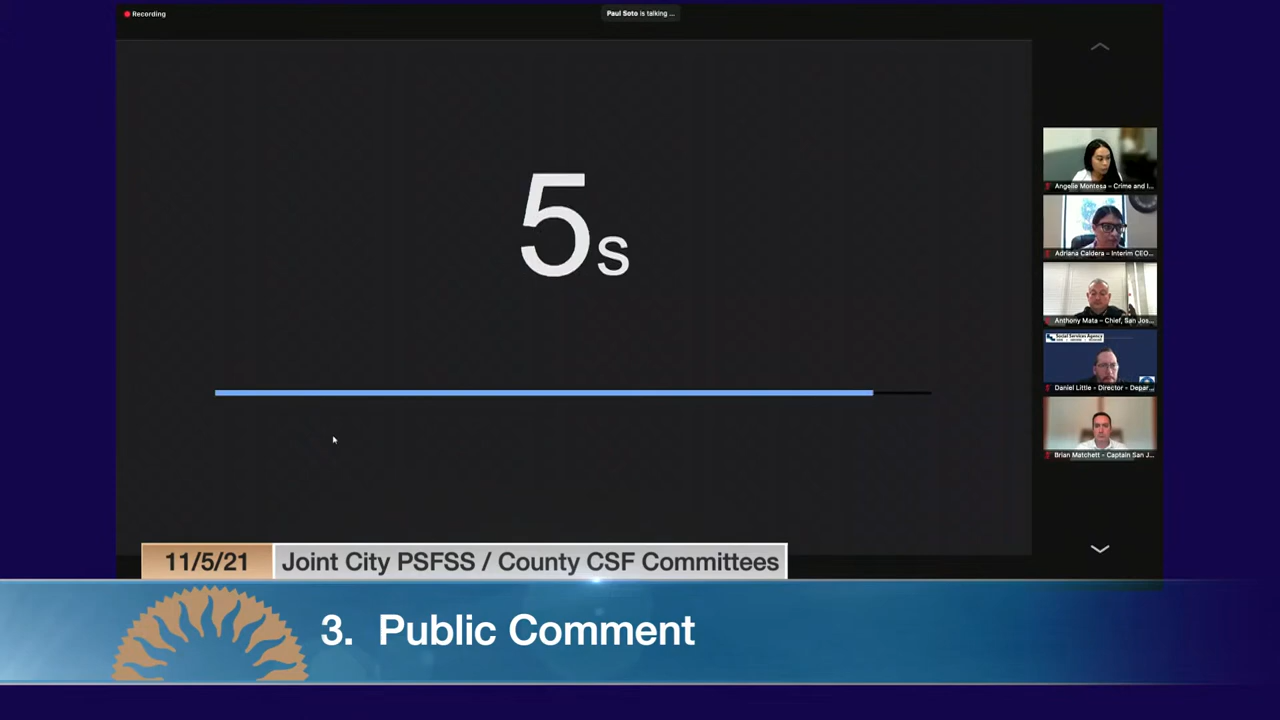 Recording
Paul Soto is talking ...
5s
Angelie Montesa – Crime and I...
Adriana Caldera – Interim CEO...
Anthony Mata – Chief, San Jos...
Social Services Agency
Daniel Little - Director - Depar...
Brian Matchett - Captain San J...
11/5/21
Joint City PSFSS / County CSF Committees
3. Public Comment